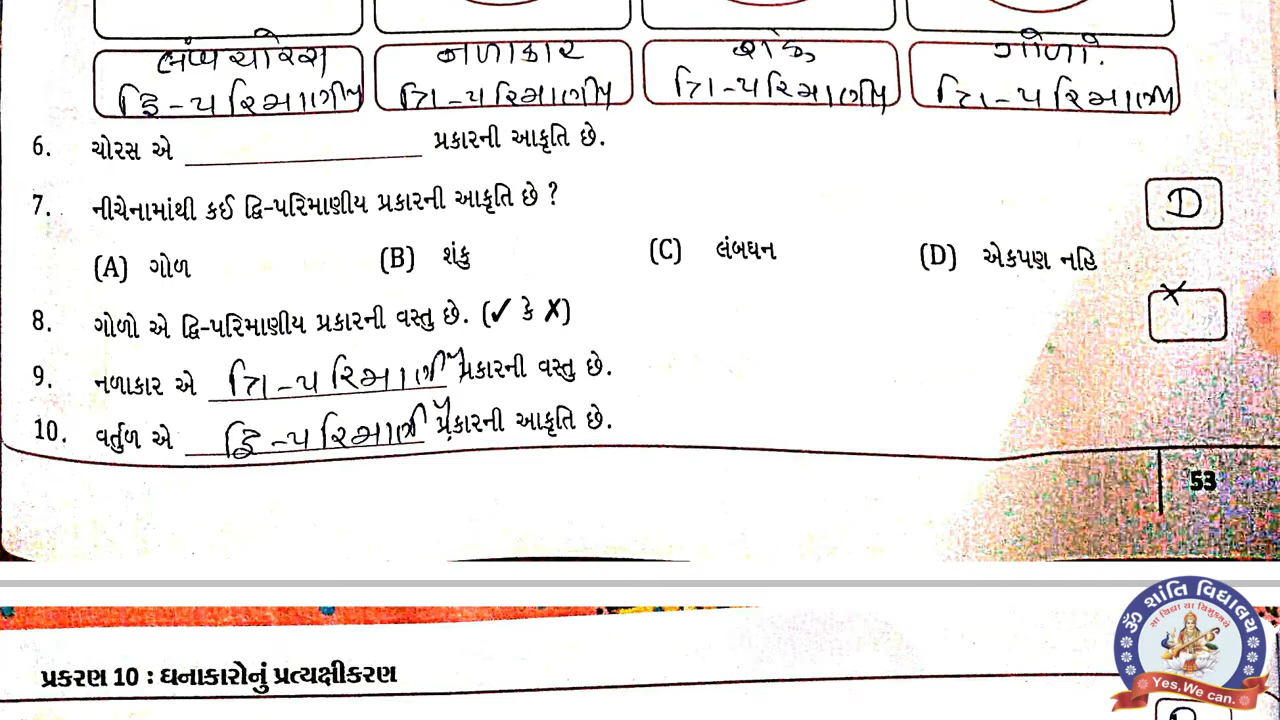 લંબચોરસ નળાકાર શંકુ ગોળો.
દ્વિ-પરિમાણીય ત્રિ-પરિમાણીય ત્રિ-પરિમાણીય ત્રિ-પરિમાણીય
6. ચોરસ એ ____________ પ્રકારની આકૃતિ છે.
7. નીચેનામાંથી કઈ દ્વિ-પરિમાણીય પ્રકારની આકૃતિ છે ? D
(A) ગોળ (B) શંકુ (C) લંબઘન (D) એકપણ નહિ
8. ગોળો એ દ્વિ-પરિમાણીય પ્રકારની વસ્તુ છે. (✓ કે ✗) ×
9. નળાકાર એ ત્રિ-પરિમાણીય પ્રકારની વસ્તુ છે.
10. વર્તુળ એ દ્વિ-પરિમાણીય પ્રકારની આકૃતિ છે.
53
પ્રકરણ 10 : ઘનાકારોનું પ્રત્યક્ષીકરણ
ૐ શાંતિ વિદ્યાલય
સા વિદ્યા યા વિમુક્તયે
Yes, We can.